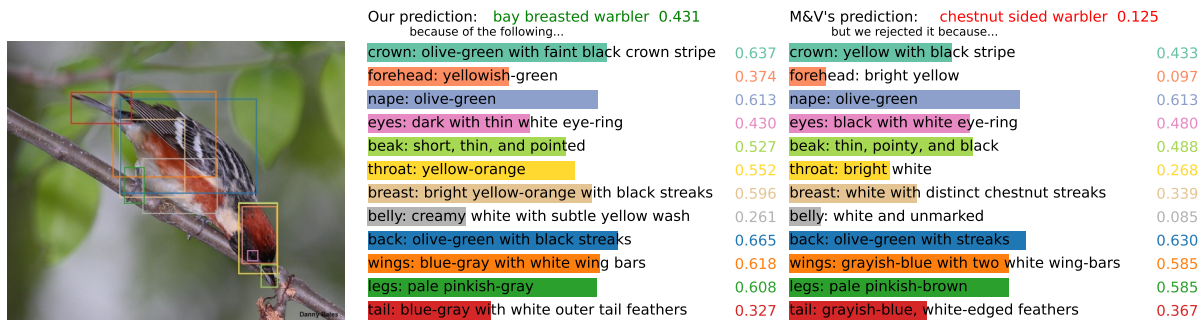 Our prediction: bay breasted warbler 0.431
because of the following...
crown: olive-green with faint black crown stripe 0.637
forehead: yellowish-green 0.374
nape: olive-green 0.613
eyes: dark with thin white eye-ring 0.430
beak: short, thin, and pointed 0.527
throat: yellow-orange 0.552
breast: bright yellow-orange with black streaks 0.596
belly: creamy white with subtle yellow wash 0.261
back: olive-green with black streaks 0.665
wings: blue-gray with white wing bars 0.618
legs: pale pinkish-gray 0.608
tail: blue-gray with white outer tail feathers 0.327
M&V's prediction: chestnut sided warbler 0.125
but we rejected it because...
crown: yellow with black stripe 0.433
forehead: bright yellow 0.097
nape: olive-green 0.613
eyes: black with white eye-ring 0.480
beak: thin, pointy, and black 0.488
throat: bright white 0.268
breast: white with distinct chestnut streaks 0.339
belly: white and unmarked 0.085
back: olive-green with streaks 0.630
wings: grayish-blue with two white wing-bars 0.585
legs: pale pinkish-brown 0.585
tail: grayish-blue, white-edged feathers 0.367
Danny Bales